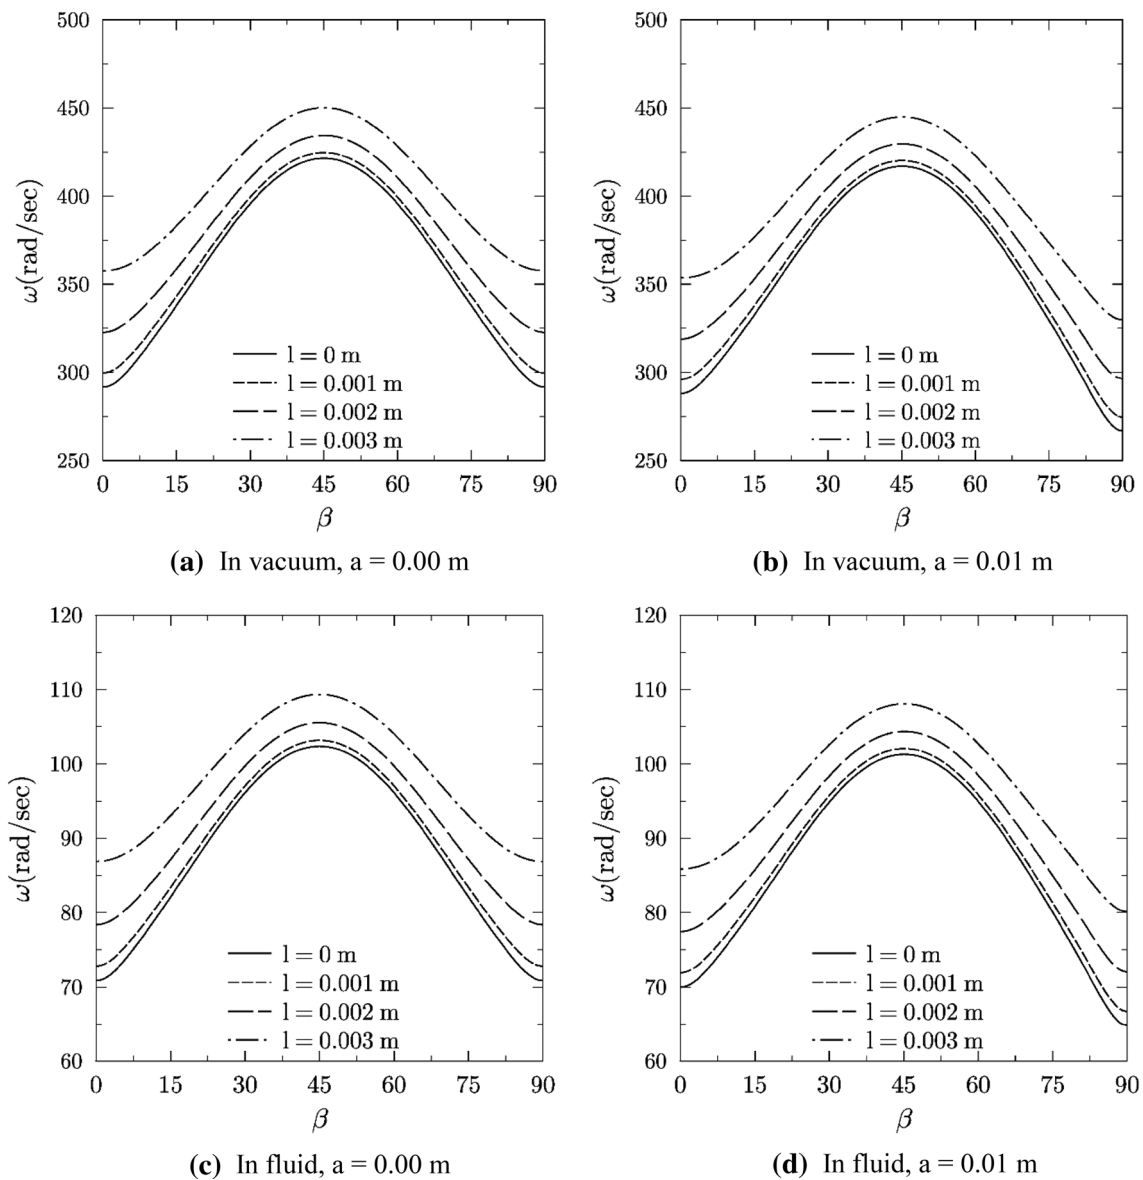 500
450
400
350
300
250
ω(rad/sec)
l = 0 m
l = 0.001 m
l = 0.002 m
l = 0.003 m
0 15 30 45 60 75 90
β
(a) In vacuum, a = 0.00 m
500
450
400
350
300
250
ω(rad/sec)
l = 0 m
l = 0.001 m
l = 0.002 m
l = 0.003 m
0 15 30 45 60 75 90
β
(b) In vacuum, a = 0.01 m
120
110
100
90
80
70
60
ω(rad/sec)
l = 0 m
l = 0.001 m
l = 0.002 m
l = 0.003 m
0 15 30 45 60 75 90
β
(c) In fluid, a = 0.00 m
120
110
100
90
80
70
60
ω(rad/sec)
l = 0 m
l = 0.001 m
l = 0.002 m
l = 0.003 m
0 15 30 45 60 75 90
β
(d) In fluid, a = 0.01 m